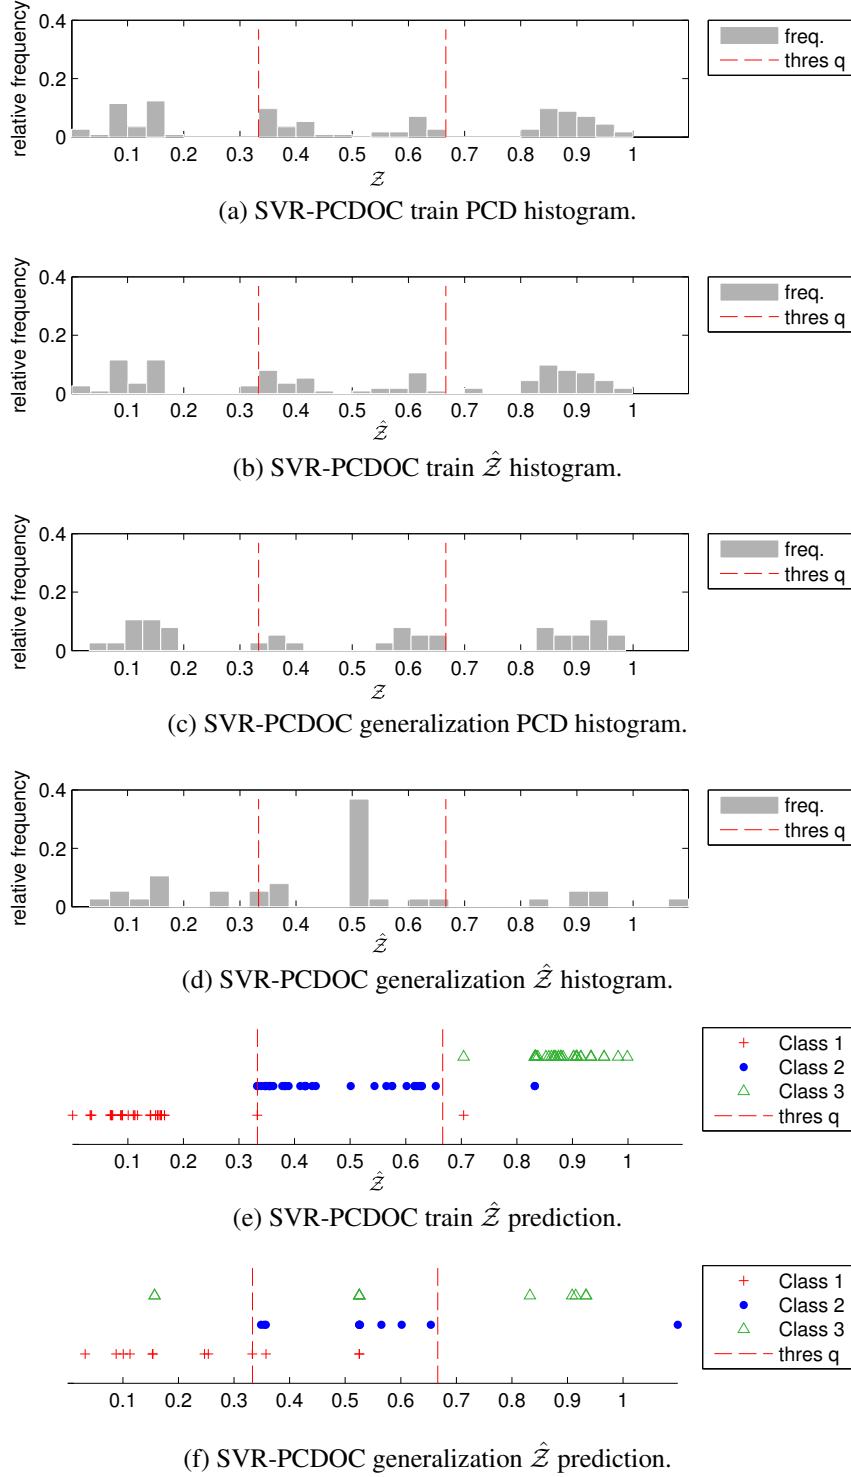 relative frequency
0.4
0.2
0
0.1 0.2 0.3 0.4 0.5 0.6 0.7 0.8 0.9 1
𝒵
freq.
thres q
(a) SVR-PCDOC train PCD histogram.
relative frequency
0.4
0.2
0
0.1 0.2 0.3 0.4 0.5 0.6 0.7 0.8 0.9 1
𝒵̂
freq.
thres q
(b) SVR-PCDOC train 𝒵̂ histogram.
relative frequency
0.4
0.2
0
0.1 0.2 0.3 0.4 0.5 0.6 0.7 0.8 0.9 1
𝒵
freq.
thres q
(c) SVR-PCDOC generalization PCD histogram.
relative frequency
0.4
0.2
0
0.1 0.2 0.3 0.4 0.5 0.6 0.7 0.8 0.9 1
𝒵̂
freq.
thres q
(d) SVR-PCDOC generalization 𝒵̂ histogram.
Class 1
Class 2
Class 3
thres q
0.1 0.2 0.3 0.4 0.5 0.6 0.7 0.8 0.9 1
𝒵̂
(e) SVR-PCDOC train 𝒵̂ prediction.
Class 1
Class 2
Class 3
thres q
0.1 0.2 0.3 0.4 0.5 0.6 0.7 0.8 0.9 1
(f) SVR-PCDOC generalization 𝒵̂ prediction.